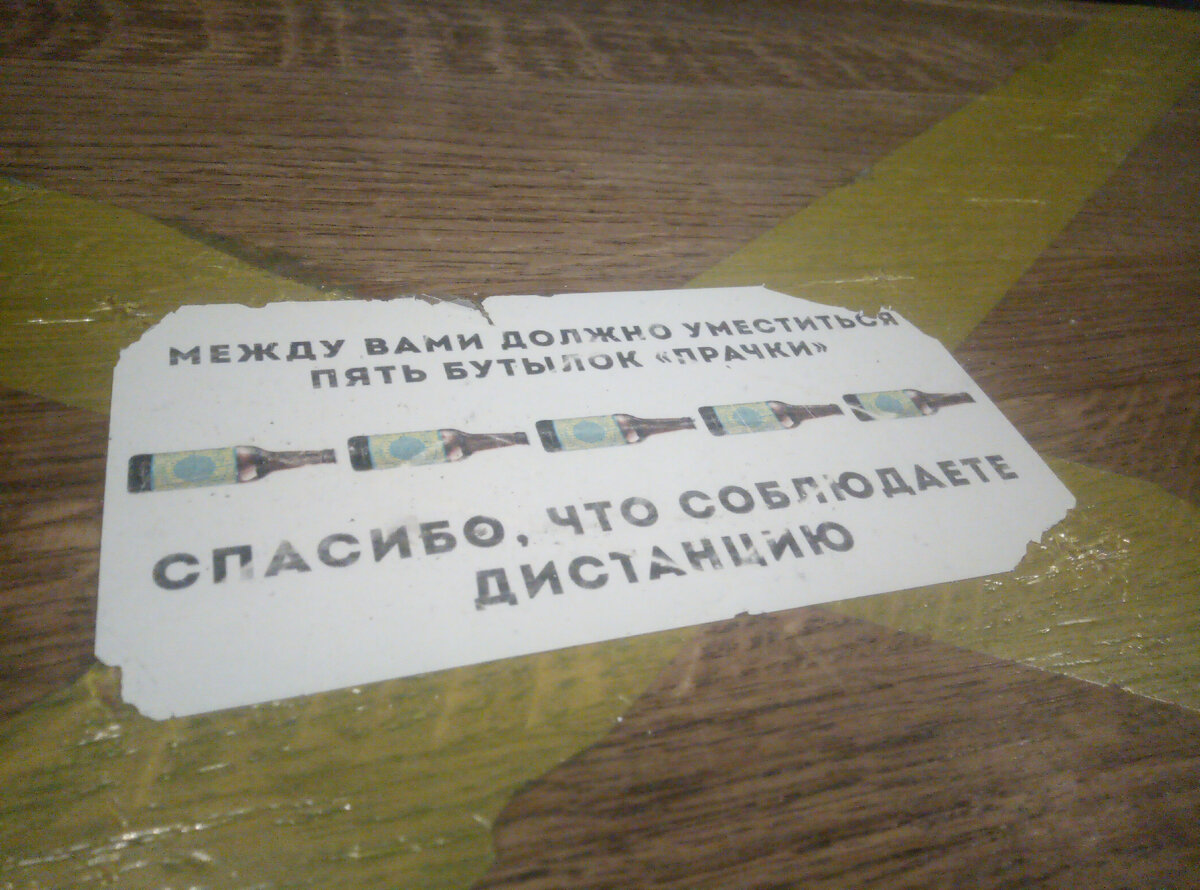 МЕЖДУ ВАМИ ДОЛЖНО УМЕСТИТЬСЯ
ПЯТЬ БУТЫЛОК «ПРАЧКИ»
СПАСИБО, ЧТО СОБЛЮДАЕТЕ
ДИСТАНЦИЮ